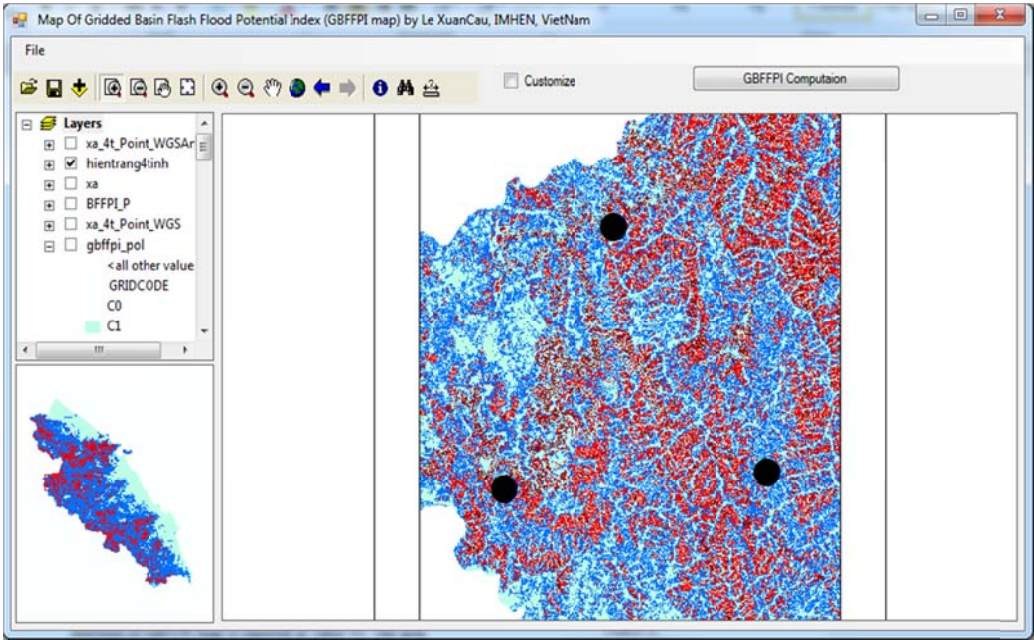 Map Of Gridded Basin Flash Flood Potential Index (GBFFPI map) by Le XuanCau, IMHEN, VietNam
File
Customize
GBFFPI Computaion
Layers
xa_4t_Point_WGSAr
hientrang4tinh
xa
BFFPI_P
xa_4t_Point_WGS
gbffpi_pol
<all other value
GRIDCODE
C0
C1